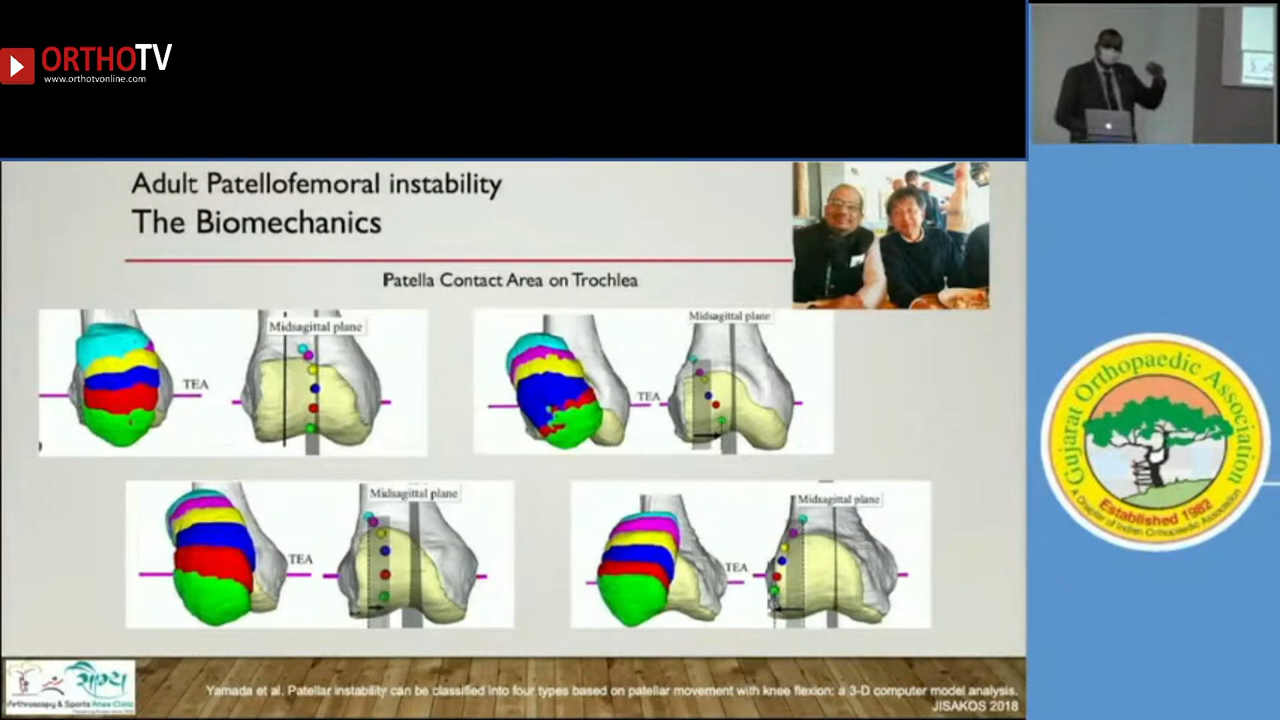 ORTHOTV
www.orthotvonline.com
Adult Patellofemoral instability
The Biomechanics
Patella Contact Area on Trochlea
Midsagittal plane
TEA
Midsagittal plane
TEA
Midsagittal plane
TEA
Midsagittal plane
TEA
Gujarat Orthopaedic Association
Established 1982
A Chapter of Indian Orthopaedic Association
Arthroscopy & Sports Knee Clinic
Yamada et al. Patellar instability can be classified into four types based on patellar movement with knee flexion: a 3-D computer model analysis.
JISAKOS 2018